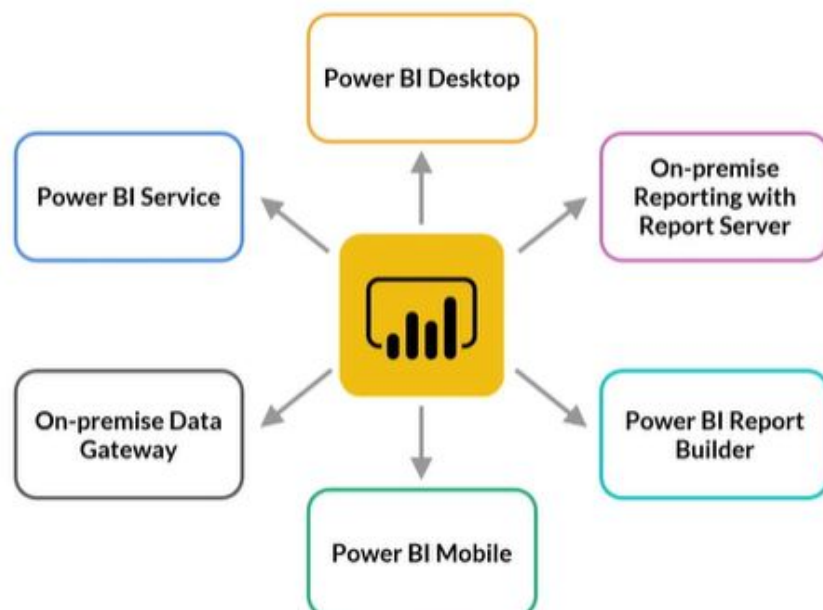 Power BI Desktop
Power BI Service
On-premise
Reporting with
Report Server
On-premise Data
Gateway
Power BI Report
Builder
Power BI Mobile